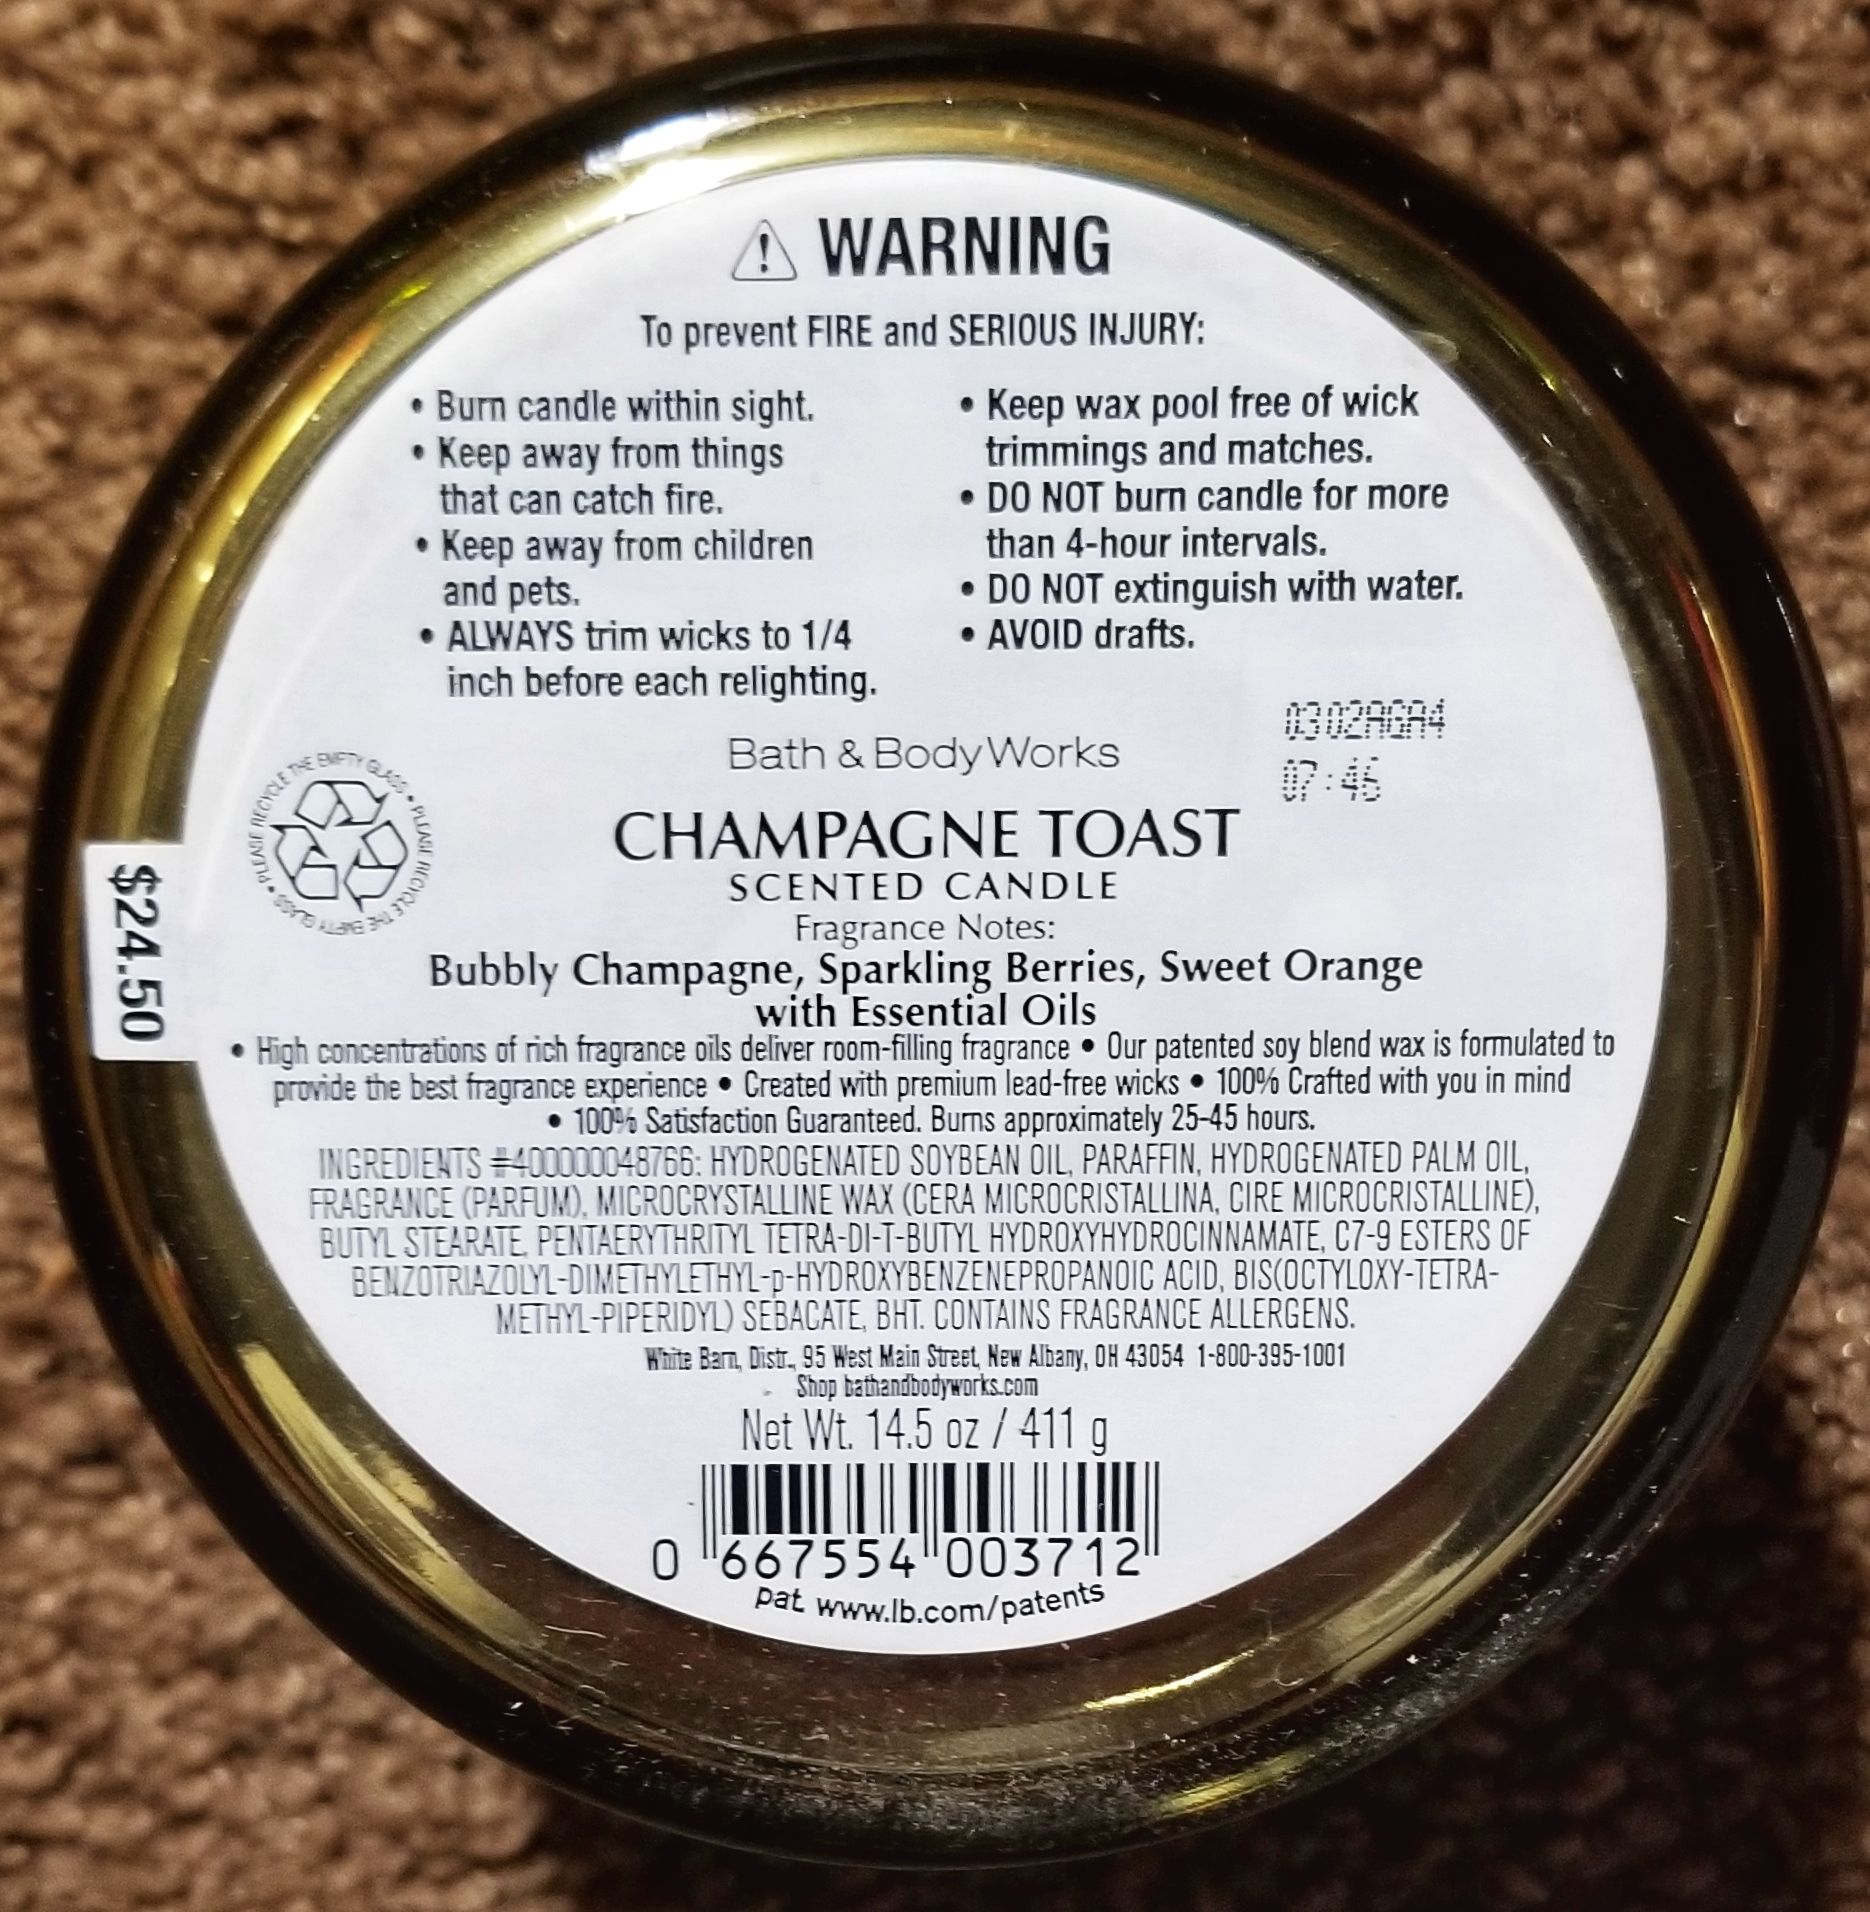 ⚠ WARNING
To prevent FIRE and SERIOUS INJURY:
• Burn candle within sight.
• Keep away from things
that can catch fire.
• Keep away from children
and pets.
• ALWAYS trim wicks to 1/4
inch before each relighting.
• Keep wax pool free of wick
trimmings and matches.
• DO NOT burn candle for more
than 4-hour intervals.
• DO NOT extinguish with water.
• AVOID drafts.
0302AGA4
07:46
PLEASE RECYCLE THE EMPTY GLASS • PLEASE RECYCLE THE EMPTY GLASS •
$24.50
Bath & Body Works
CHAMPAGNE TOAST
SCENTED CANDLE
Fragrance Notes:
Bubbly Champagne, Sparkling Berries, Sweet Orange
with Essential Oils
• High concentrations of rich fragrance oils deliver room-filling fragrance • Our patented soy blend wax is formulated to
provide the best fragrance experience • Created with premium lead-free wicks • 100% Crafted with you in mind
• 100% Satisfaction Guaranteed. Burns approximately 25-45 hours.
INGREDIENTS #400000048766: HYDROGENATED SOYBEAN OIL, PARAFFIN, HYDROGENATED PALM OIL,
FRAGRANCE (PARFUM), MICROCRYSTALLINE WAX (CERA MICROCRISTALLINA, CIRE MICROCRISTALLINE),
BUTYL STEARATE, PENTAERYTHRITYL TETRA-DI-T-BUTYL HYDROXYHYDROCINNAMATE, C7-9 ESTERS OF
BENZOTRIAZOLYL-DIMETHYLETHYL-p-HYDROXYBENZENEPROPANOIC ACID, BIS(OCTYLOXY-TETRA-
METHYL-PIPERIDYL) SEBACATE, BHT. CONTAINS FRAGRANCE ALLERGENS.
White Barn, Distr., 95 West Main Street, New Albany, OH 43054 1-800-395-1001
Shop bathandbodyworks.com
Net Wt. 14.5 oz / 411 g
0 667554 003712
pat. www.lb.com/patents